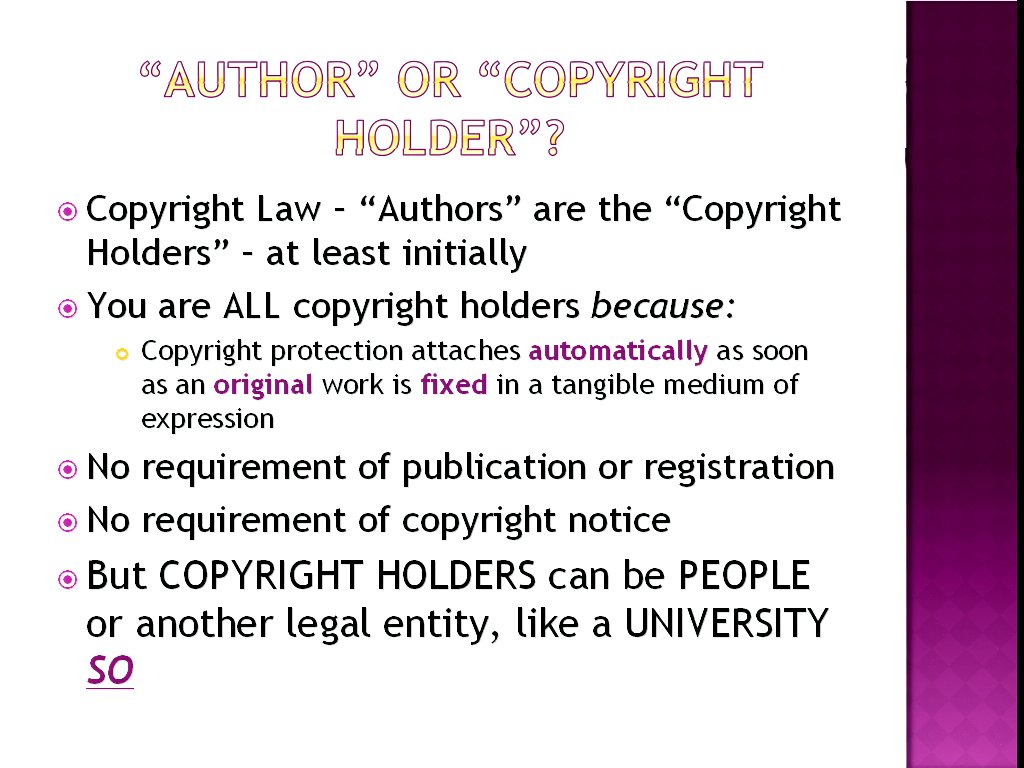 “AUTHOR” OR “COPYRIGHT
HOLDER”?
Copyright Law – “Authors” are the “Copyright
Holders” – at least initially
You are ALL copyright holders because:
Copyright protection attaches automatically as soon
as an original work is fixed in a tangible medium of
expression
No requirement of publication or registration
No requirement of copyright notice
But COPYRIGHT HOLDERS can be PEOPLE
or another legal entity, like a UNIVERSITY
SO